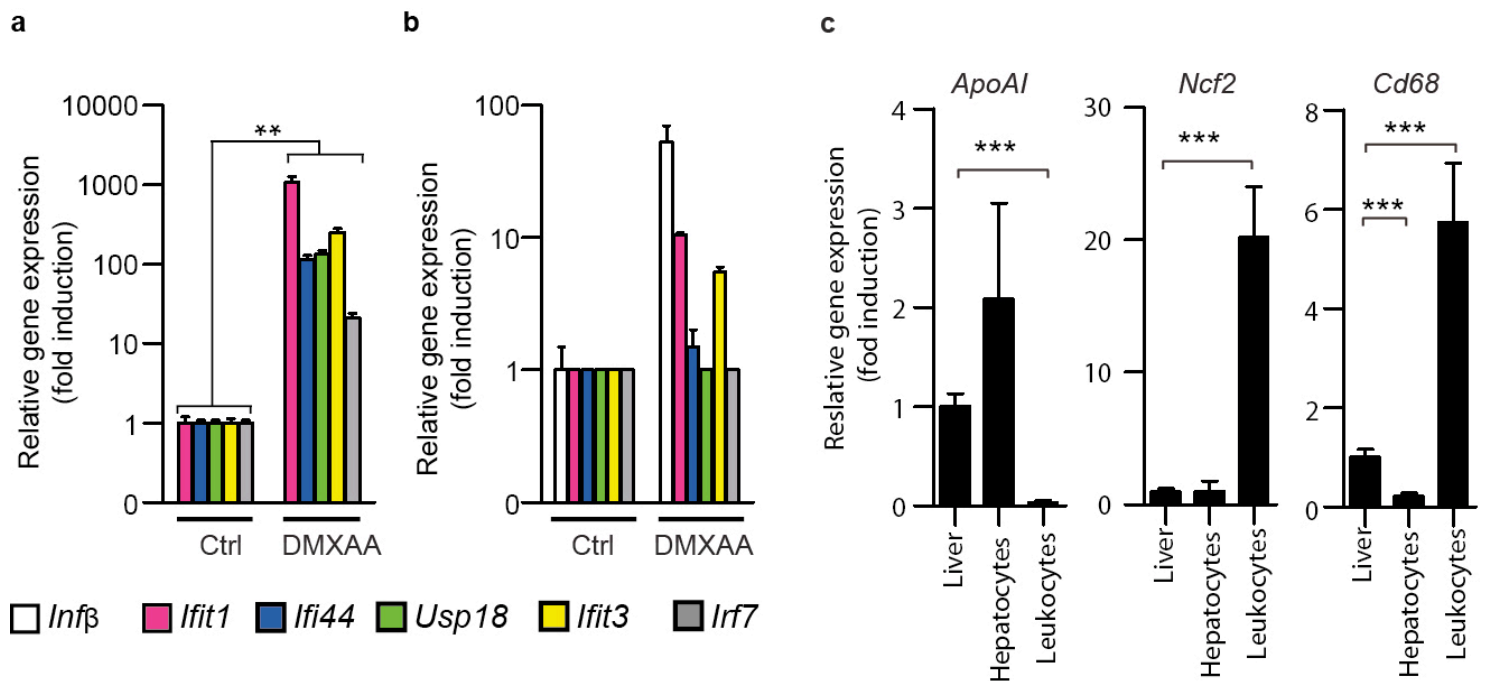 a
b
c
Relative gene expression
(fold induction)
10000
1000
100
10
1
0
**
Ctrl
DMXAA
Relative gene expression
(fold induction)
100
10
1
0
Ctrl
DMXAA
Reslative gene expression
(fod induction)
ApoAI
4
3
2
1
0
***
Liver
Hepatocytes
Leukocytes
Ncf2
30
20
10
0
***
Liver
Hepatocytes
Leukocytes
Cd68
8
6
4
2
0
***
***
Liver
Hepatocytes
Leukocytes
Infβ Ifit1 Ifi44 Usp18 Ifit3 Irf7